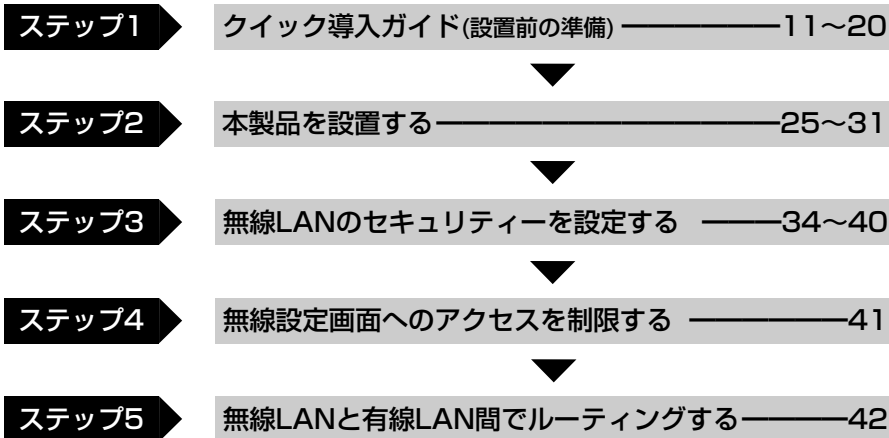 ステップ1 クイック導入ガイド(設置前の準備) ―――――― 11～20
ステップ2 本製品を設置する ――――――――――――― 25～31
ステップ3 無線LANのセキュリティーを設定する ――― 34～40
ステップ4 無線設定画面へのアクセスを制限する ―――――― 41
ステップ5 無線LANと有線LAN間でルーティングする ―――― 42